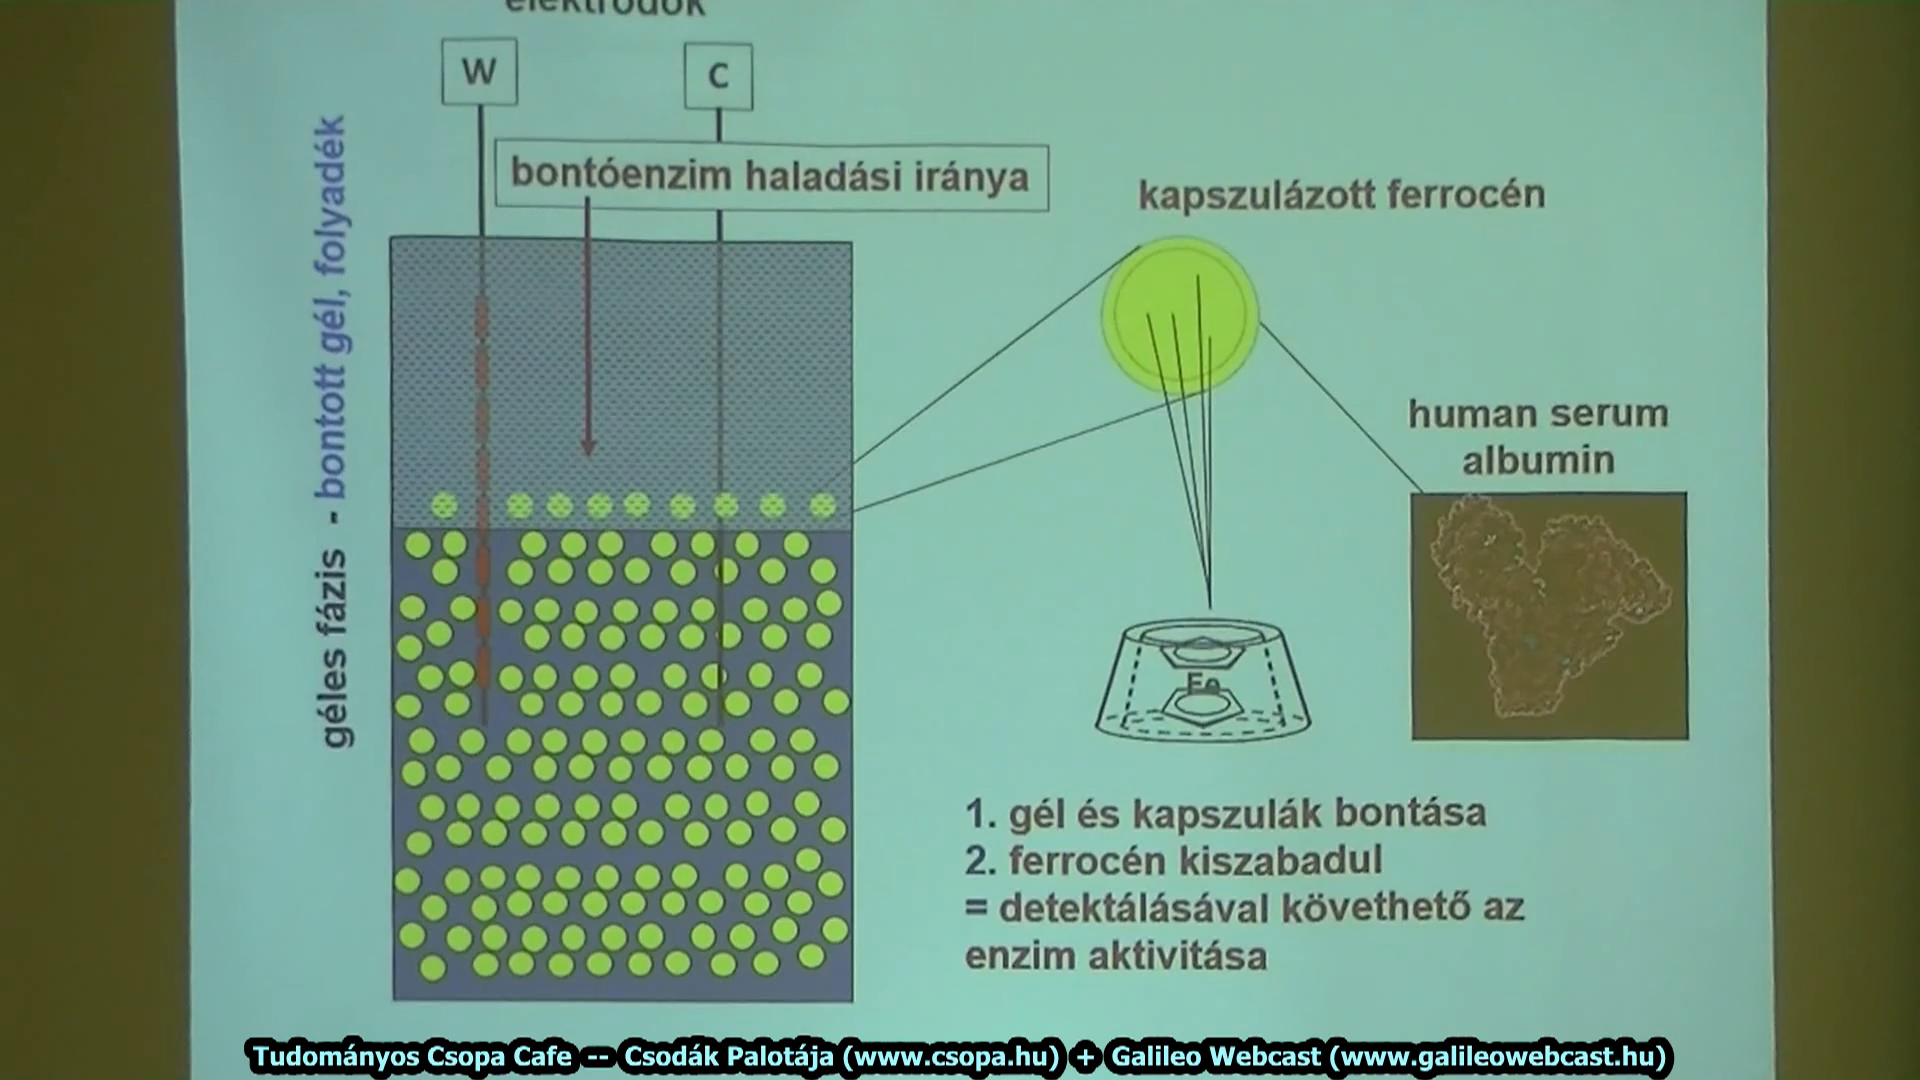 elektródok
W
C
bontóenzim haladási iránya
géles fázis - bontott gél, folyadék
kapszulázott ferrocén
human serum
albumin
Fe
1. gél és kapszulák bontása
2. ferrocén kiszabadul
= detektálásával követhető az
enzim aktivitása
Tudományos Csopa Cafe -- Csodák Palotája (www.csopa.hu) + Galileo Webcast (www.galileowebcast.hu)